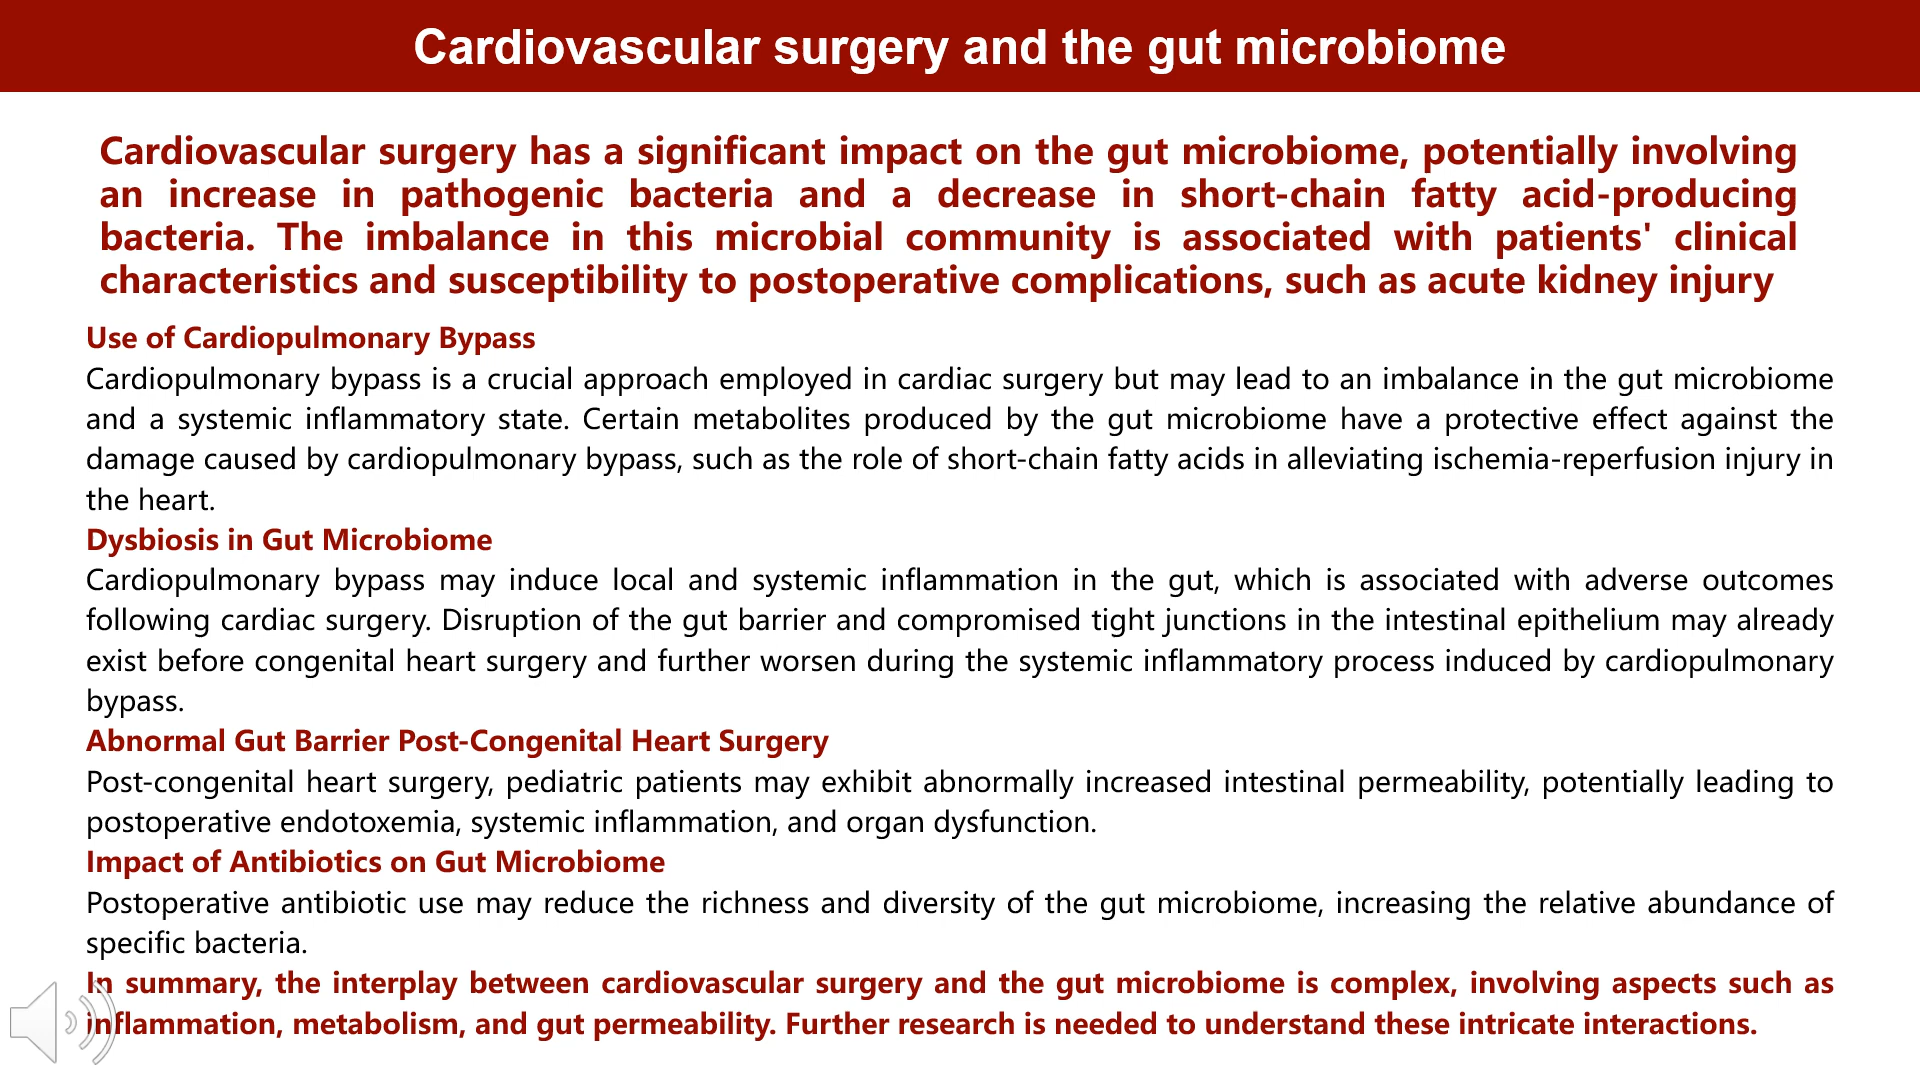 Cardiovascular surgery and the gut microbiome
Cardiovascular surgery has a significant impact on the gut microbiome, potentially involving
an increase in pathogenic bacteria and a decrease in short-chain fatty acid-producing
bacteria. The imbalance in this microbial community is associated with patients' clinical
characteristics and susceptibility to postoperative complications, such as acute kidney injury
Use of Cardiopulmonary Bypass
Cardiopulmonary bypass is a crucial approach employed in cardiac surgery but may lead to an imbalance in the gut microbiome
and a systemic inflammatory state. Certain metabolites produced by the gut microbiome have a protective effect against the
damage caused by cardiopulmonary bypass, such as the role of short-chain fatty acids in alleviating ischemia-reperfusion injury in
the heart.
Dysbiosis in Gut Microbiome
Cardiopulmonary bypass may induce local and systemic inflammation in the gut, which is associated with adverse outcomes
following cardiac surgery. Disruption of the gut barrier and compromised tight junctions in the intestinal epithelium may already
exist before congenital heart surgery and further worsen during the systemic inflammatory process induced by cardiopulmonary
bypass.
Abnormal Gut Barrier Post-Congenital Heart Surgery
Post-congenital heart surgery, pediatric patients may exhibit abnormally increased intestinal permeability, potentially leading to
postoperative endotoxemia, systemic inflammation, and organ dysfunction.
Impact of Antibiotics on Gut Microbiome
Postoperative antibiotic use may reduce the richness and diversity of the gut microbiome, increasing the relative abundance of
specific bacteria.
In summary, the interplay between cardiovascular surgery and the gut microbiome is complex, involving aspects such as
inflammation, metabolism, and gut permeability. Further research is needed to understand these intricate interactions.